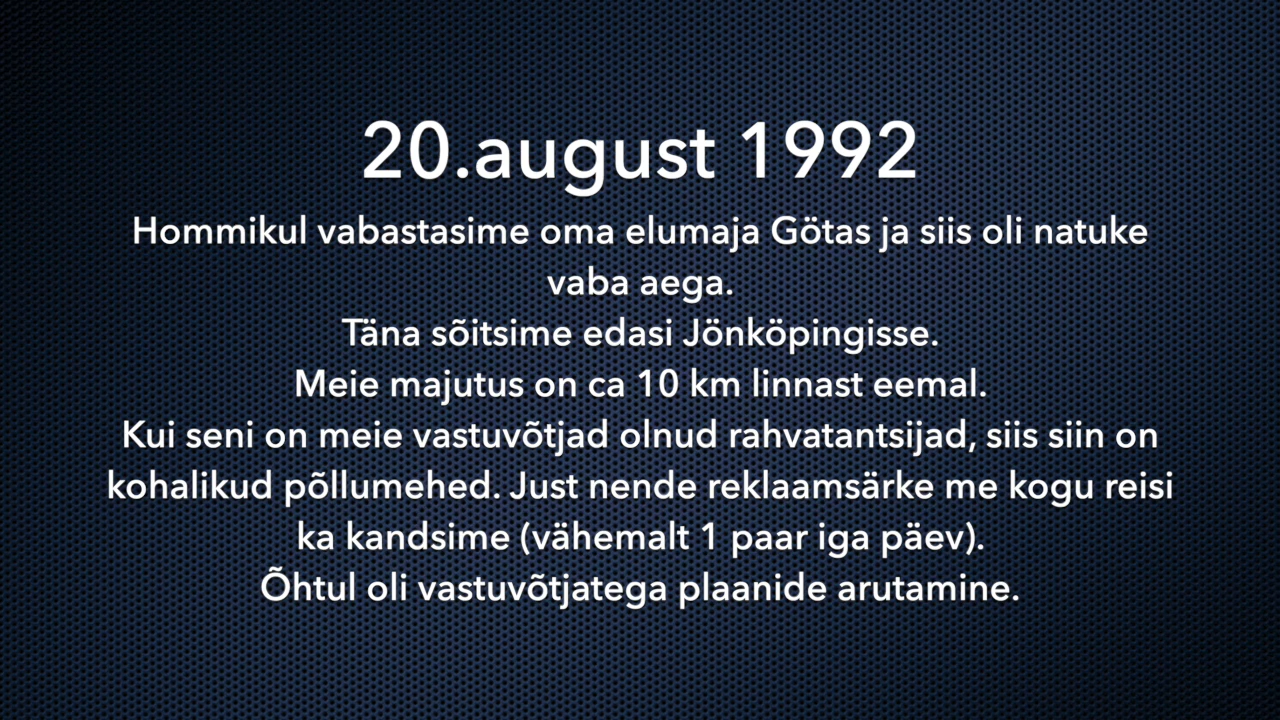 20.august 1992
Hommikul vabastasime oma elumaja Götas ja siis oli natuke
vaba aega.
Täna sõitsime edasi Jönköpingisse.
Meie majutus on ca 10 km linnast eemal.
Kui seni on meie vastuvõtjad olnud rahvatantsijad, siis siin on
kohalikud põllumehed. Just nende reklaamsärke me kogu reisi
ka kandsime (vähemalt 1 paar iga päev).
Õhtul oli vastuvõtjatega plaanide arutamine.